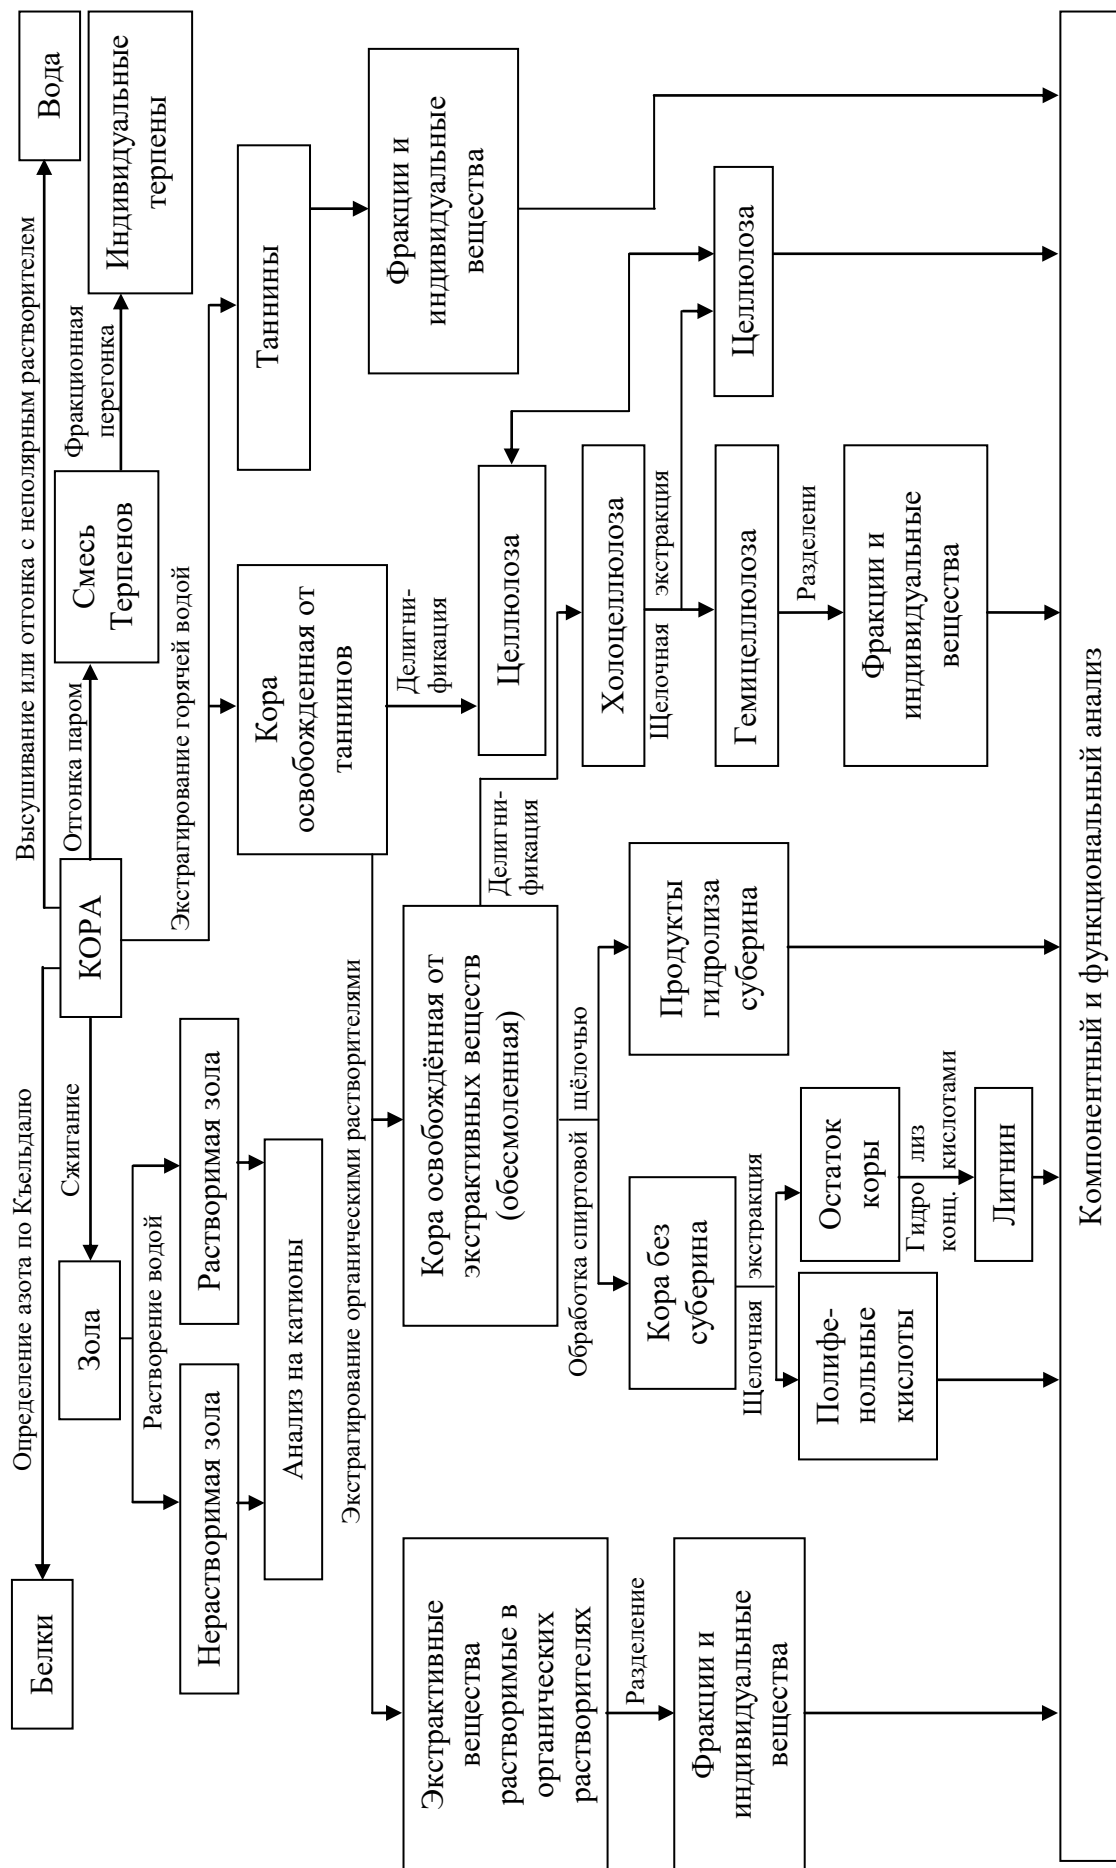 Определение азота по Къельдалю
Высушивание или отгонка с неполярным растворителем
Белки
КОРА
Вода
Сжигание
Отгонка паром
Зола
Смесь
Терпенов
Фракционная
перегонка
Индивидуальные
терпены
Растворение водой
Экстрагирование горячей водой
Нерастворимая зола
Растворимая зола
Анализ на катионы
Кора
освобожденная от
таннинов
Таннины
Экстрагирование органическими растворителями
Делигни-
фикация
Фракции и
индивидуальные
вещества
Экстрактивные
вещества
растворимые в
органических
растворителях
Кора освобождённая от
экстрактивных веществ
(обесмоленная)
Делигни-
фикация
Целлюлоза
Обработка спиртовой щёлочью
Холоцеллюлоза
Разделение
Кора без
суберина
Продукты
гидролиза
суберина
Щелочная экстракция
Фракции и
индивидуальные
вещества
Щелочная экстракция
Гемицеллюлоза
Целлюлоза
Разделени
Полифе-
нольные
кислоты
Остаток
коры
Фракции и
индивидуальные
вещества
Гидро лиз
конц. кислотами
Лигнин
Компонентный и функциональный анализ